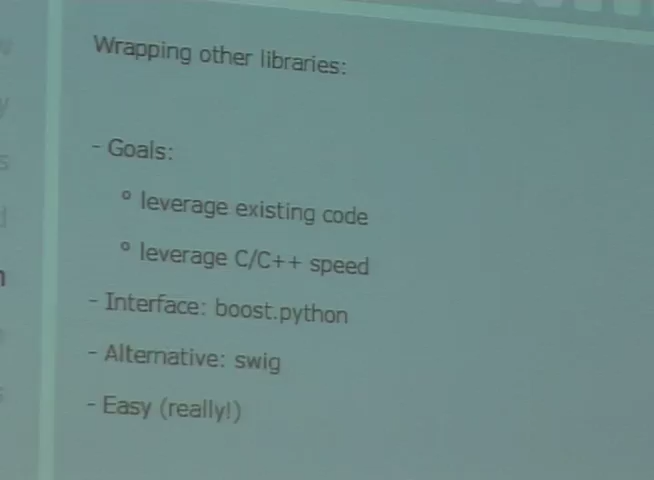 Wrapping other libraries:
- Goals:
° leverage existing code
° leverage C/C++ speed
- Interface: boost.python
- Alternative: swig
- Easy (really!)